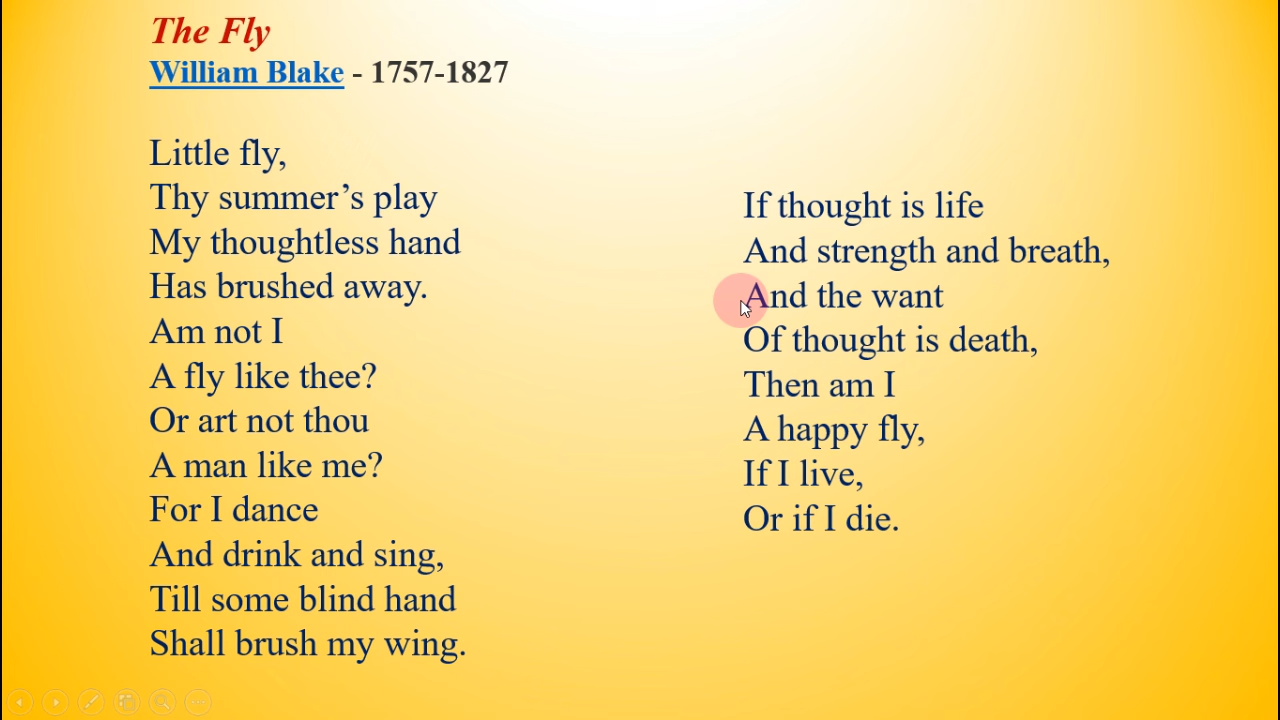 The Fly
William Blake - 1757-1827
Little fly,
Thy summer’s play
My thoughtless hand
Has brushed away.
Am not I
A fly like thee?
Or art not thou
A man like me?
For I dance
And drink and sing,
Till some blind hand
Shall brush my wing.
If thought is life
And strength and breath,
And the want
Of thought is death,
Then am I
A happy fly,
If I live,
Or if I die.